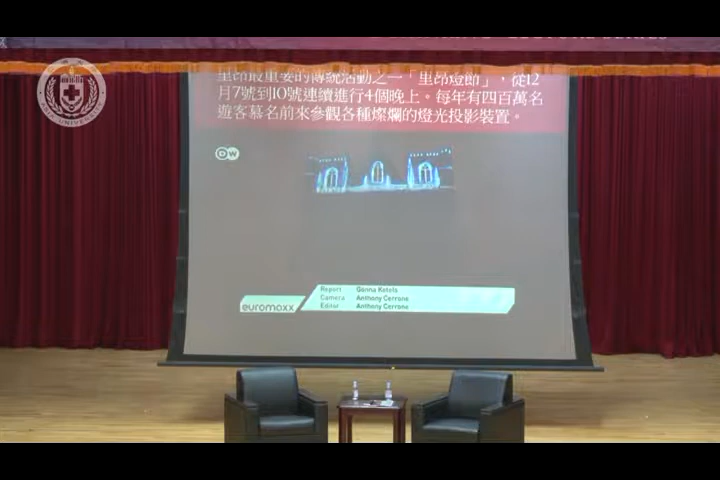 里昂最重要的傳統活動之一「里昂燈節」，從12
月7號到10號連續進行4個晚上。每年有四百萬名
遊客慕名前來參觀各種燦爛的燈光投影裝置。
DW
Report
Camera Anthony Cerrone
Editor Anthony Cerrone
euromaxx
UNIVERSITY